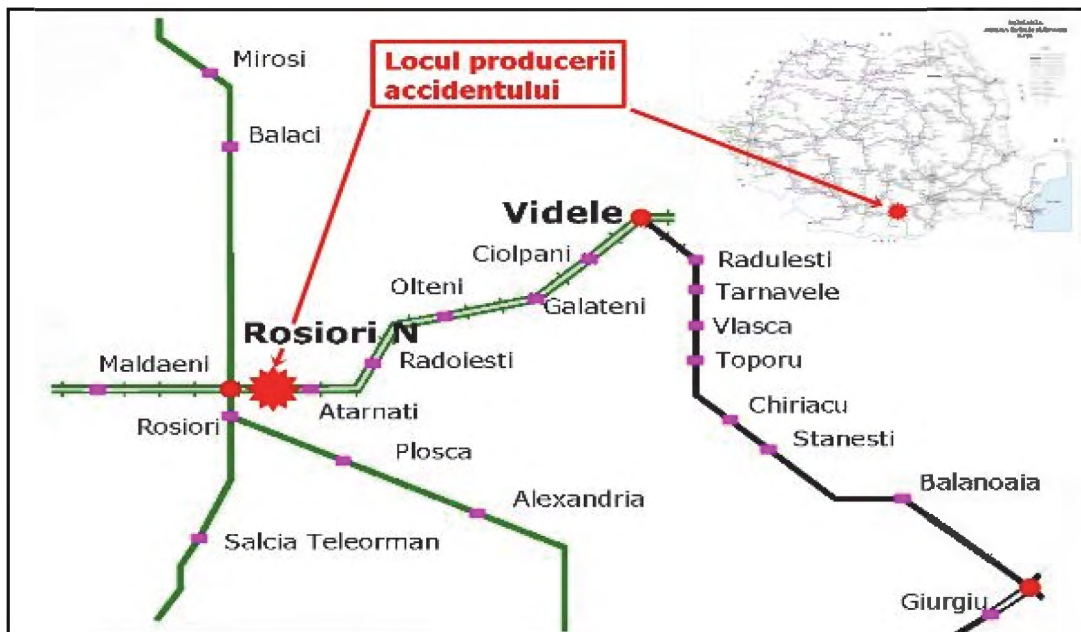 Mirosi
Locul producerii
accidentului
Balaci
Videle
Ciolpani
Radulesti
Olteni
Tarnavele
Galateni
Rosiori N
Vlasca
Maldaeni
Radoiesti
Toporu
Atarnati
Chiriacu
Rosiori
Stanesti
Plosca
Balanoaia
Alexandria
Salcia Teleorman
Giurgiu